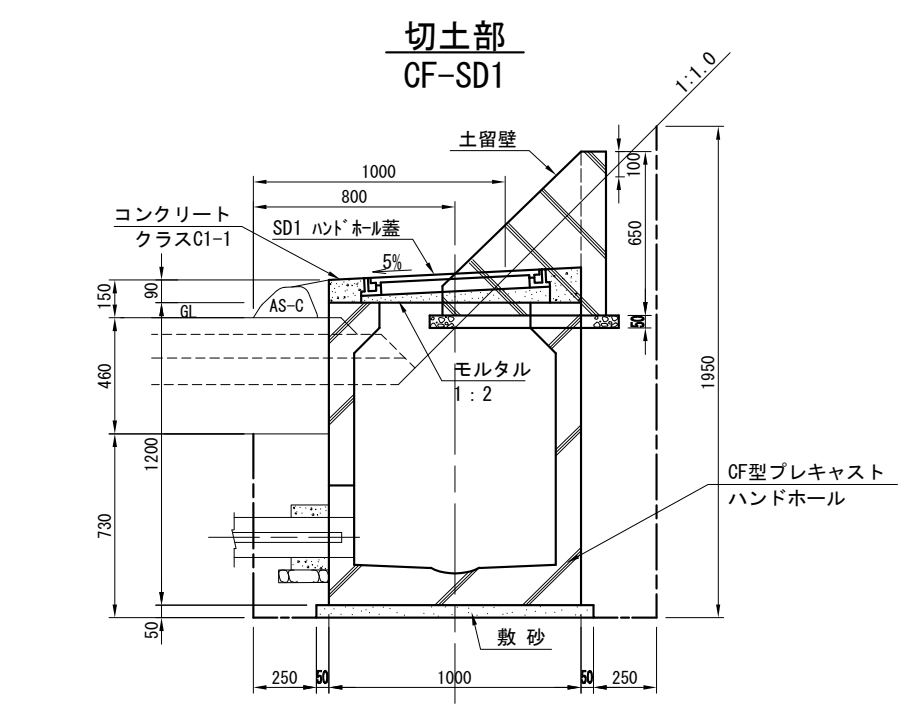 切土部
CF-SD1
1:1.0
土留壁
1000
800
100
650
コンクリート
クラスC1-1
SD1 ハンドホール蓋
5%
150
90
AS-C
GL
50
460
モルタル
1：2
1950
1200
CF型プレキャスト
ハンドホール
730
50
敷 砂
250
50
1000
50
250